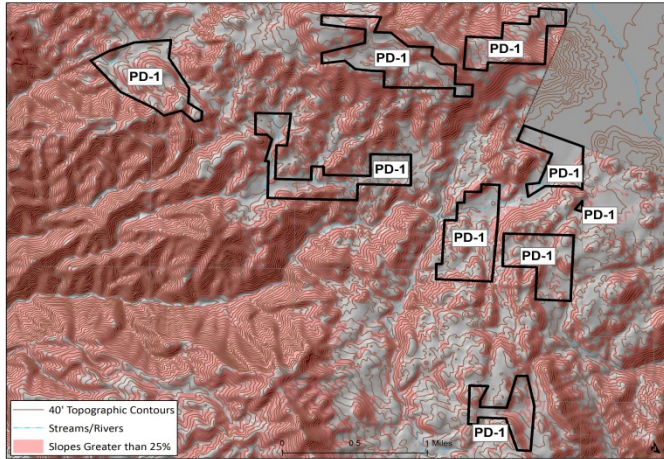 PD-1
PD-1
PD-1
PD-1
PD-1
PD-1
PD-1
PD-1
PD-1
40' Topographic Contours
Streams/Rivers
Slopes Greater than 25%
0 0.5 1 Miles